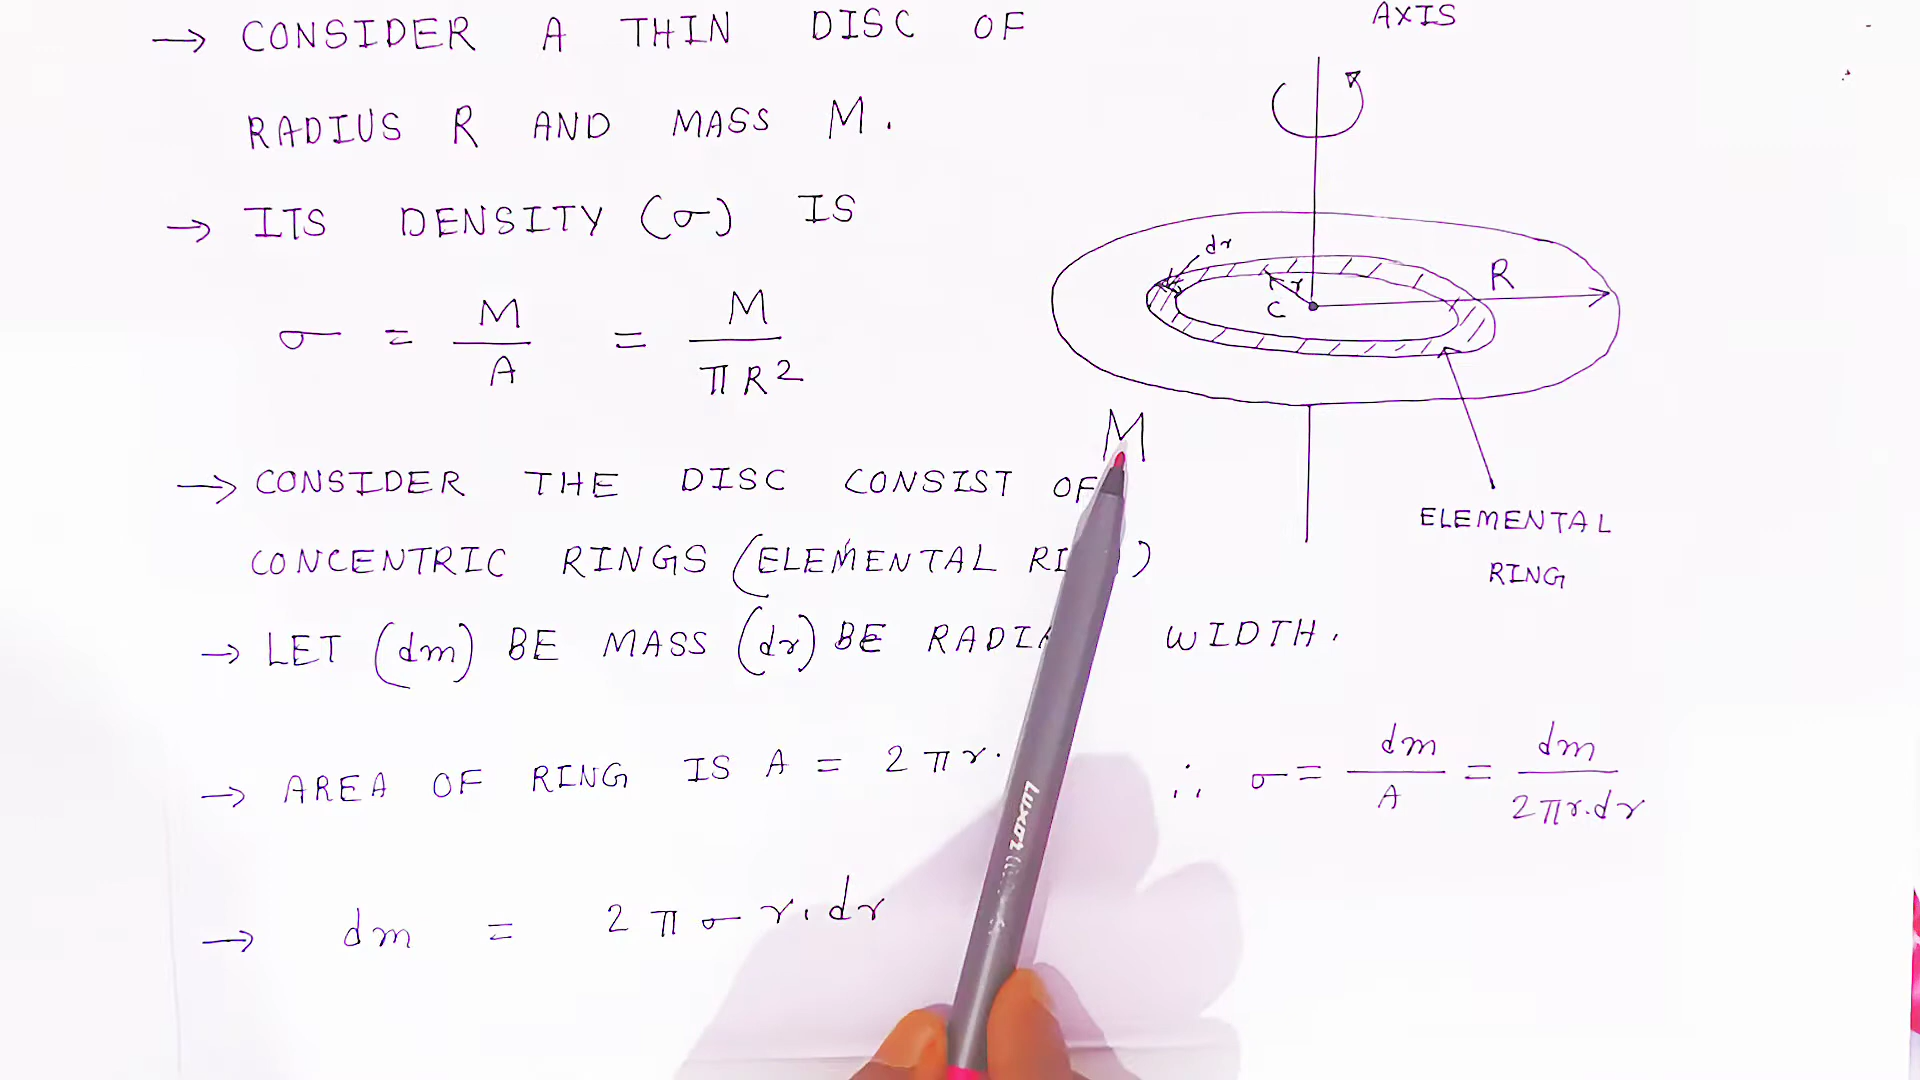 → CONSIDER A THIN DISC OF
RADIUS R AND MASS M.
→ ITS DENSITY (σ) IS
σ = M/A = M/πR²
→ CONSIDER THE DISC CONSIST OF
CONCENTRIC RINGS (ELEMENTAL RI )
→ LET (dm) BE MASS (dr) BE RADIA WIDTH.
→ AREA OF RING IS A = 2πr.
∴ σ = dm/A = dm/2πr.dr
→ dm = 2πσr.dr
AXIS
dr
r
C
R
M
ELEMENTAL
RING
LUXOR